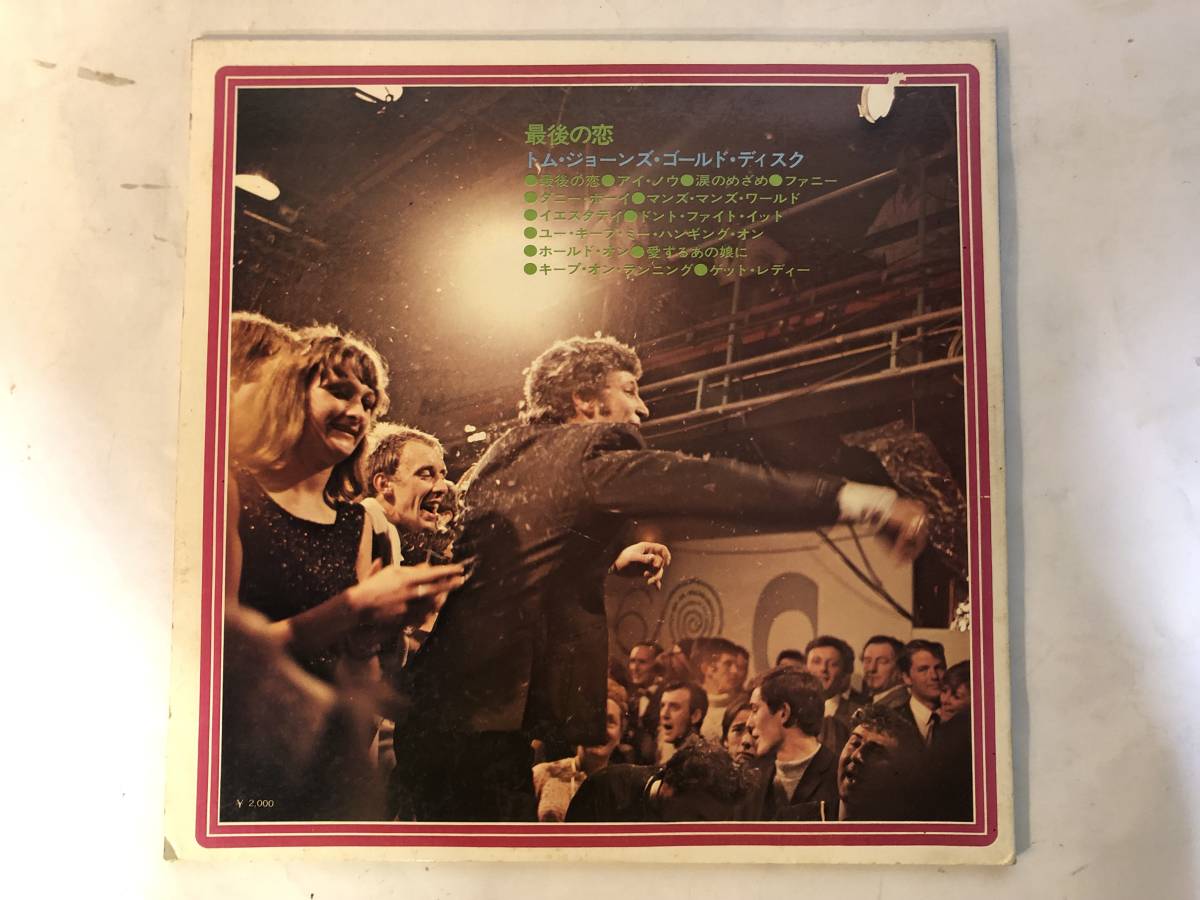 最後の恋
トム・ジョーンズ・ゴールド・ディスク
●最後の恋●アイ・ノウ●涙のめざめ●ファニー
●ダニー・ボーイ●マンズ・マンズ・ワールド
●イエスタデイ●ドント・ファイト・イット
●ユー・キープ・ミー・ハンギング・オン
●ホールド・オン●愛するあの娘に
●キープ・オン・ランニング●ゲット・レディー
¥ 2,000